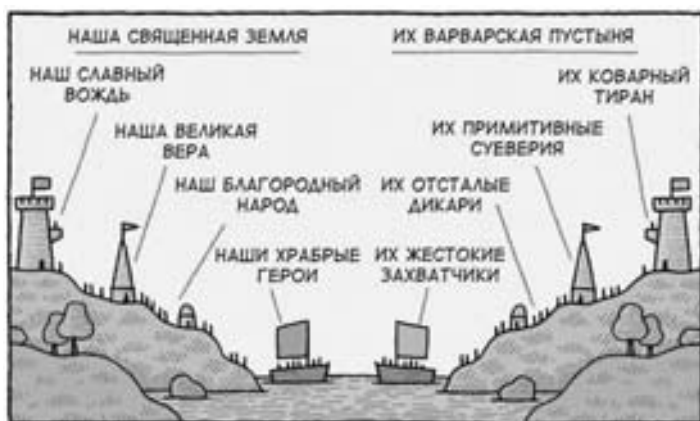 НАША СВЯЩЕННАЯ ЗЕМЛЯ
НАШ СЛАВНЫЙ
ВОЖДЬ
НАША ВЕЛИКАЯ
ВЕРА
НАШ БЛАГОРОДНЫЙ
НАРОД
НАШИ ХРАБРЫЕ
ГЕРОИ
ИХ ВАРВАРСКАЯ ПУСТЫНЯ
ИХ КОВАРНЫЙ
ТИРАН
ИХ ПРИМИТИВНЫЕ
СУЕВЕРИЯ
ИХ ОТСТАЛЫЕ
ДИКАРИ
ИХ ЖЕСТОКИЕ
ЗАХВАТЧИКИ